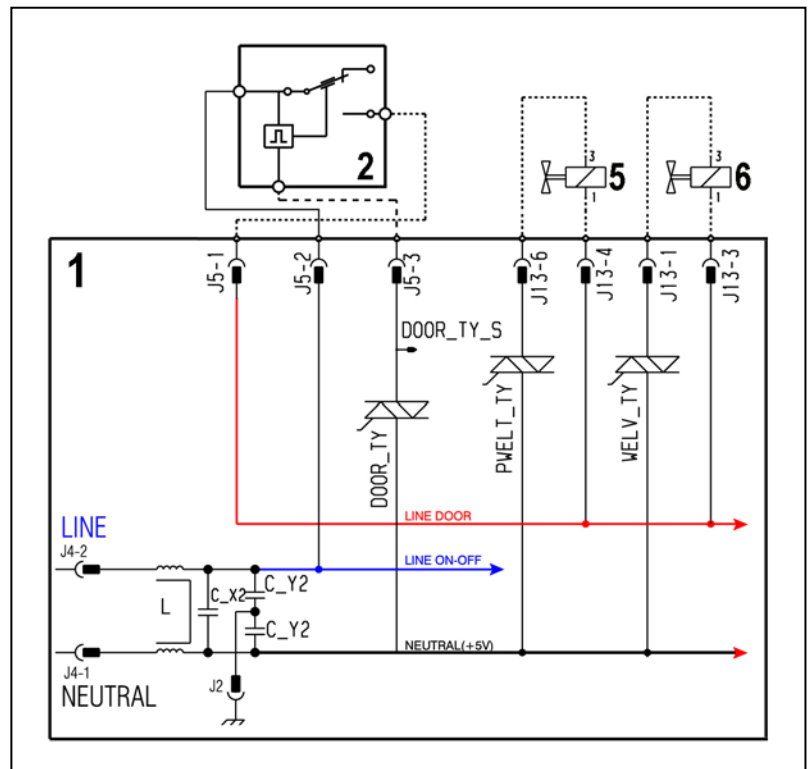 2
3
5
1
3
6
1
1
J5-1
J5-2
J5-3
J13-6
J13-4
J13-1
J13-3
DOOR_TY_S
DOOR_TY
PWELT_TY
WELV_TY
LINE DOOR
LINE
J4-2
LINE ON-OFF
L
C_X2
C_Y2
C_Y2
NEUTRAL(+5V)
J4-1
NEUTRAL
J2